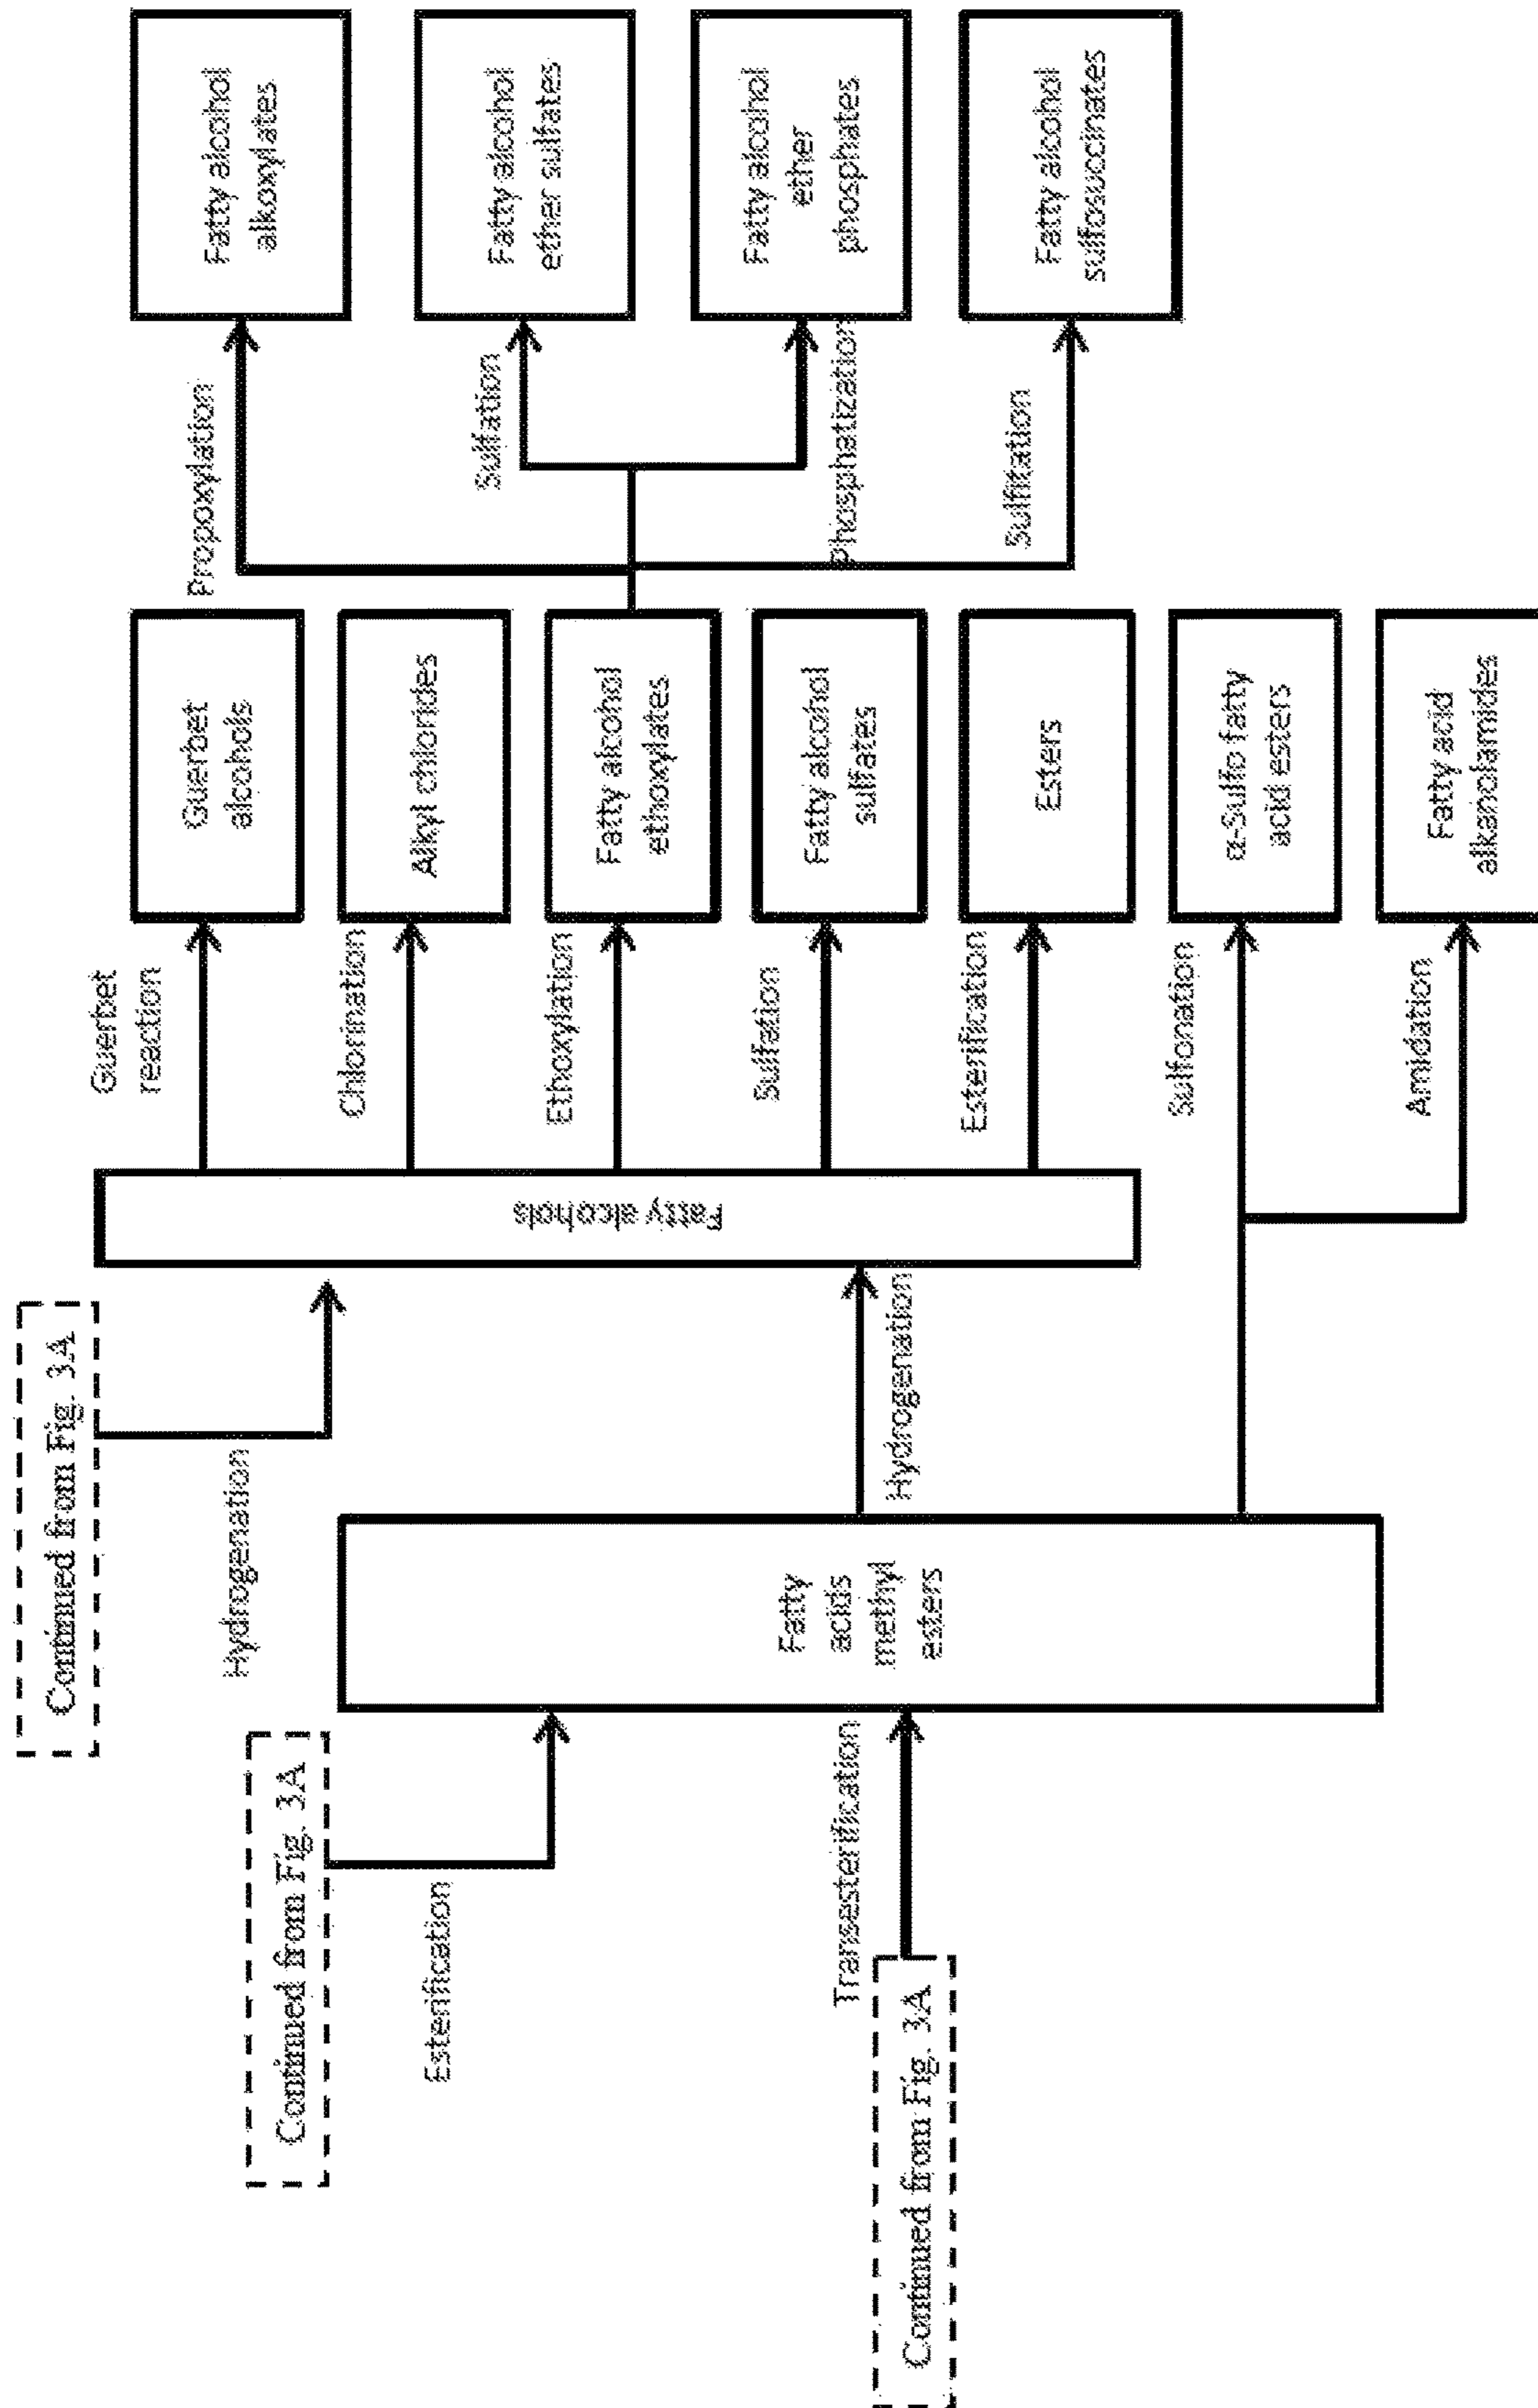 Continued from Fig. 3A
Hydrogenation
Continued from Fig. 3A
Esterification
Continued from Fig. 3A
Transesterification
Fatty
acids
methyl
esters
Hydrogenation
Fatty alcohols
Guerbet
reaction
Chlorination
Ethoxylation
Sulfation
Esterification
Sulfonation
Amidation
Guerbet
alcohols
Alkyl chlorides
Fatty alcohol
ethoxylates
Fatty alcohol
sulfates
Esters
α-Sulfo fatty
acid esters
Fatty acid
alkanolamides
Propoxylation
Sulfation
Phosphatization
Sulfitation
Fatty alcohol
alkoxylates
Fatty alcohol
ether sulfates
Fatty alcohol
ether
phosphates
Fatty alcohol
sulfosuccinates